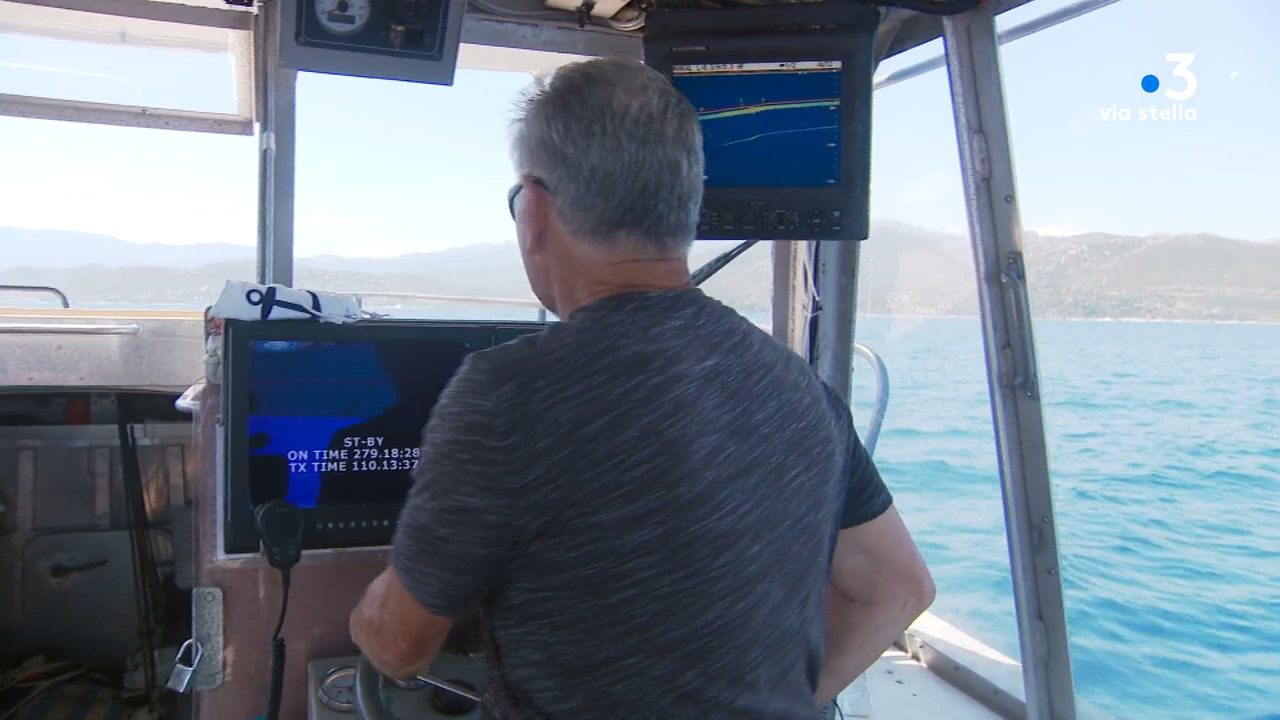 3
via stella
ST-BY
ON TIME 279.18:28
TX TIME 110.13:37